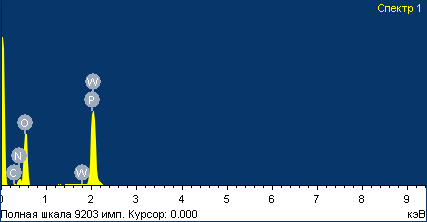 Спектр 1
W
P
O
N
C
W
0 1 2 3 4 5 6 7 8 9
Полная шкала 9203 имп. Курсор: 0.000 кэВ